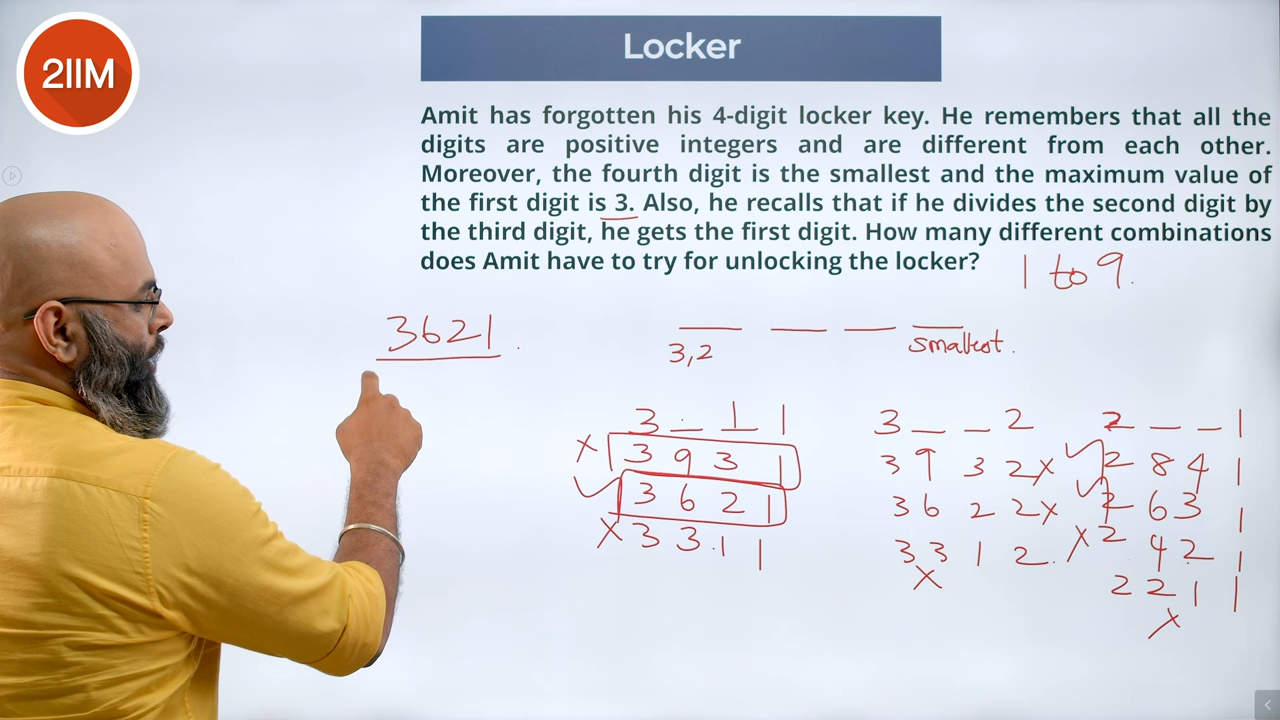 2IIM
Locker
Amit has forgotten his 4-digit locker key. He remembers that all the
digits are positive integers and are different from each other.
Moreover, the fourth digit is the smallest and the maximum value of
the first digit is 3. Also, he recalls that if he divides the second digit by
the third digit, he gets the first digit. How many different combinations
does Amit have to try for unlocking the locker?
1 to 9.
3621.
smallest.
3,2
3 _ 1 1
x 3 9 3 1
✓ 3 6 2 1
x 3 3 1 1
3 _ _ 2
3 9 3 2 x
3 6 2 2 x
3 3 1 2.
x
2 _ _ 1
✓ 2 8 4 1
✓ 2 6 3 1
x 2 4 2 1
2 2 1 1
x